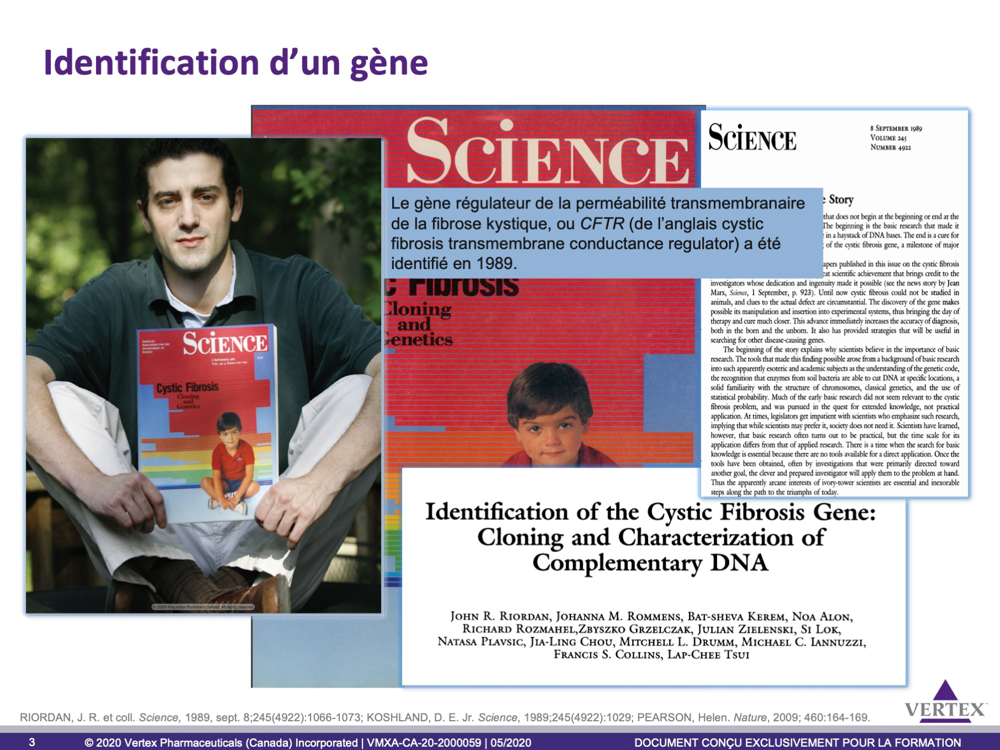 Identification d’un gène
SCIENCE
SCIENCE
8 SEPTEMBER 1989
VOLUME 245
NUMBER 4922
Le gène régulateur de la perméabilité transmembranaire
de la fibrose kystique, ou CFTR (de l’anglais cystic
fibrosis transmembrane conductance regulator) a été
identifié en 1989.
Story
that does not begin at the beginning or end at the
The beginning is the basic research that made it
in a haystack of DNA bases. The end is a cure for
of the cystic fibrosis gene, a milestone of major
apers published in this issue on the cystic fibrosis
eat scientific achievement that brings credit to the
investigators whose dedication and ingenuity made it possible (see the news story by Jean
Marx, Science, 1 September, p. 923). Until now cystic fibrosis could not be studied in
animals, and clues to the actual defect are circumstantial. The discovery of the gene makes
possible its manipulation and insertion into experimental systems, thus bringing the day of
therapy and cure much closer. This advance immediately increases the accuracy of diagnosis,
both in the born and the unborn. It also has provided strategies that will be useful in
searching for other disease-causing genes.
The beginning of the story explains why scientists believe in the importance of basic
research. The tools that made this finding possible arose from a background of basic research
into such apparently esoteric and academic subjects as the understanding of the genetic code,
the recognition that enzymes from soil bacteria are able to cut DNA at specific locations, a
solid familiarity with the structure of chromosomes, classical genetics, and the use of
statistical probability. Much of the early basic research did not seem relevant to the cystic
fibrosis problem, and was pursued in the quest for extended knowledge, not practical
application. At times, legislators get impatient with scientists who emphasize such research,
implying that while scientists may prefer it, society does not need it. Scientists have learned,
however, that basic research often turns out to be practical, but the time scale for its
application differs from that of applied research. There is a time when the search for basic
knowledge is essential because there are no tools available for a direct application. Once the
tools have been obtained, often by investigations that were primarily directed toward
another goal, the clever and prepared investigator will apply them to the problem at hand.
Thus the apparently arcane interests of ivory-tower scientists are essential and inexorable
steps along the path to the triumphs of today.
c Fibrosis
Cloning
and
Genetics
AMERICAN
ASSOCIATION FOR THE
ADVANCEMENT OF
SCIENCE
SCIENCE
8 SEPTEMBER 1989
Cystic Fibrosis
Cloning
and
Genetics
© 2009 Macmillan Publishers Limited. All rights reserved
Identification of the Cystic Fibrosis Gene:
Cloning and Characterization of
Complementary DNA
JOHN R. RIORDAN, JOHANNA M. ROMMENS, BAT-SHEVA KEREM, NOA ALON,
RICHARD ROZMAHEL,ZBYSZKO GRZELCZAK, JULIAN ZIELENSKI, SI LOK,
NATASA PLAVSIC, JIA-LING CHOU, MITCHELL L. DRUMM, MICHAEL C. IANNUZZI,
FRANCIS S. COLLINS, LAP-CHEE TSUI
RIORDAN, J. R. et coll. Science, 1989, sept. 8;245(4922):1066-1073; KOSHLAND, D. E. Jr. Science, 1989;245(4922):1029; PEARSON, Helen. Nature, 2009; 460:164-169.
VERTEX
3 © 2020 Vertex Pharmaceuticals (Canada) Incorporated | VMXA-CA-20-2000059 | 05/2020 DOCUMENT CONÇU EXCLUSIVEMENT POUR LA FORMATION